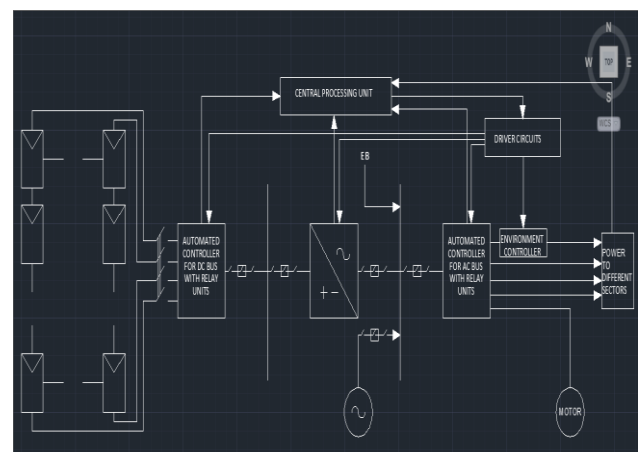 N
W
TOP
E
S
WCS
CENTRAL PROCESSING UNIT
DRIVER CIRCUITS
EB
AUTOMATED
CONTROLLER
FOR DC BUS
WITH RELAY
UNITS
AUTOMATED
CONTROLLER
FOR AC BUS
WITH RELAY
UNITS
ENVIRONMENT
CONTROLLER
POWER
TO
DIFFERENT
SECTORS
+ −
MOTOR